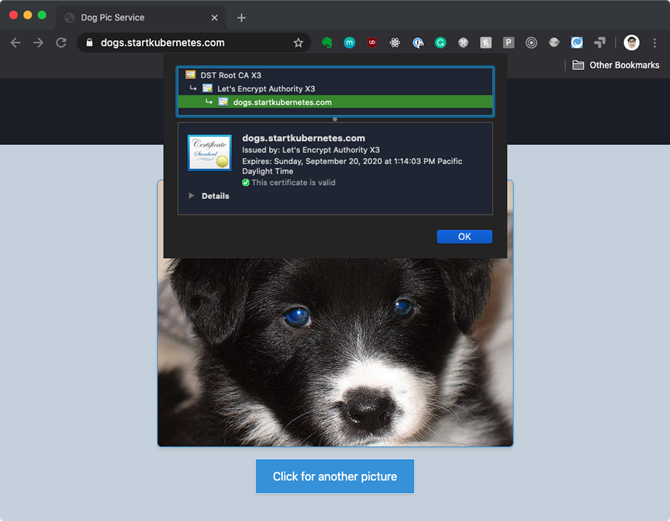 Dog Pic Service
dogs.startkubernetes.com
Other Bookmarks
DST Root CA X3
Let's Encrypt Authority X3
dogs.startkubernetes.com
Certificate
Standard
dogs.startkubernetes.com
Issued by: Let's Encrypt Authority X3
Expires: Sunday, September 20, 2020 at 1:14:03 PM Pacific
Daylight Time
This certificate is valid
Details
OK
Click for another picture